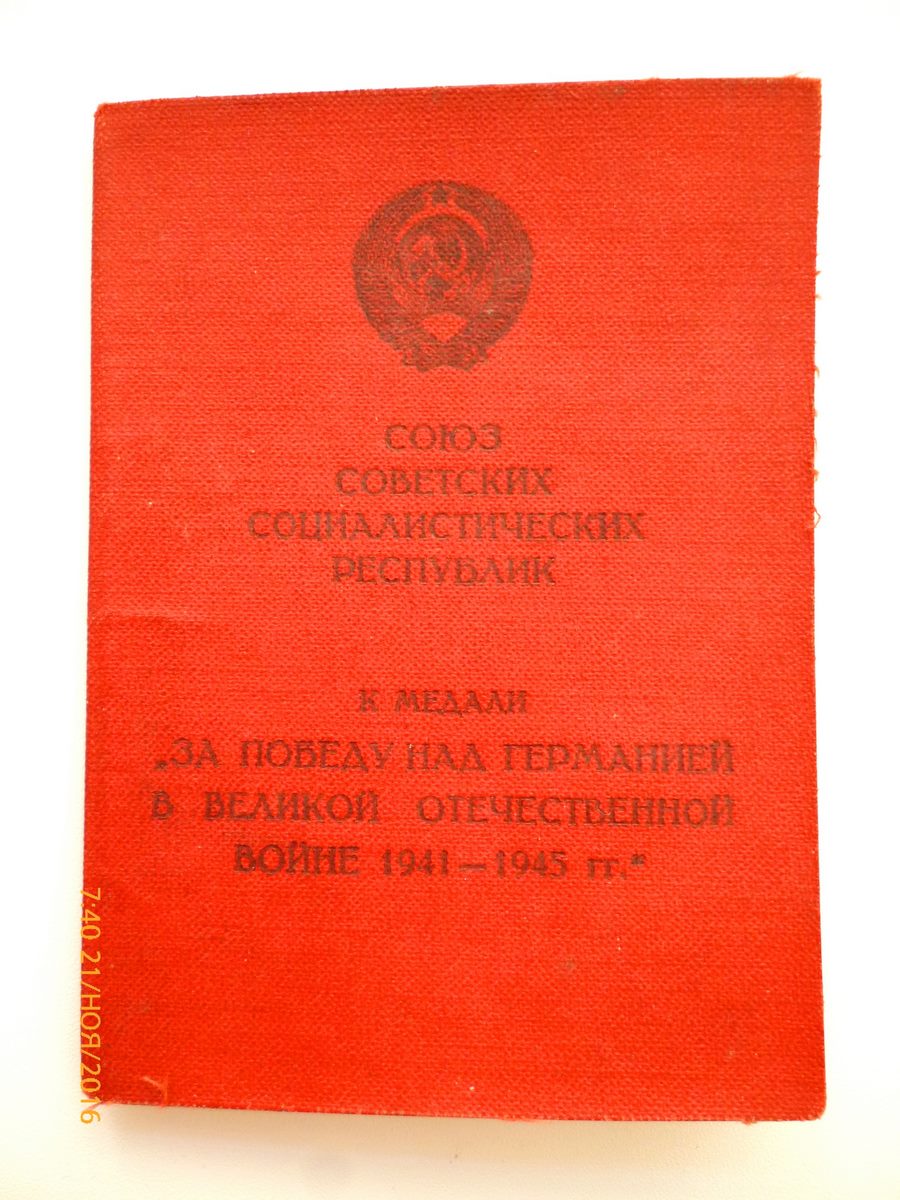 СОЮЗ
СОВЕТСКИХ
СОЦИАЛИСТИЧЕСКИХ
РЕСПУБЛИК
К МЕДАЛИ
„ЗА ПОБЕДУ НАД ГЕРМАНИЕЙ
В ВЕЛИКОЙ ОТЕЧЕСТВЕННОЙ
ВОЙНЕ 1941—1945 гг.“
7:40 21/НОЯ/2016